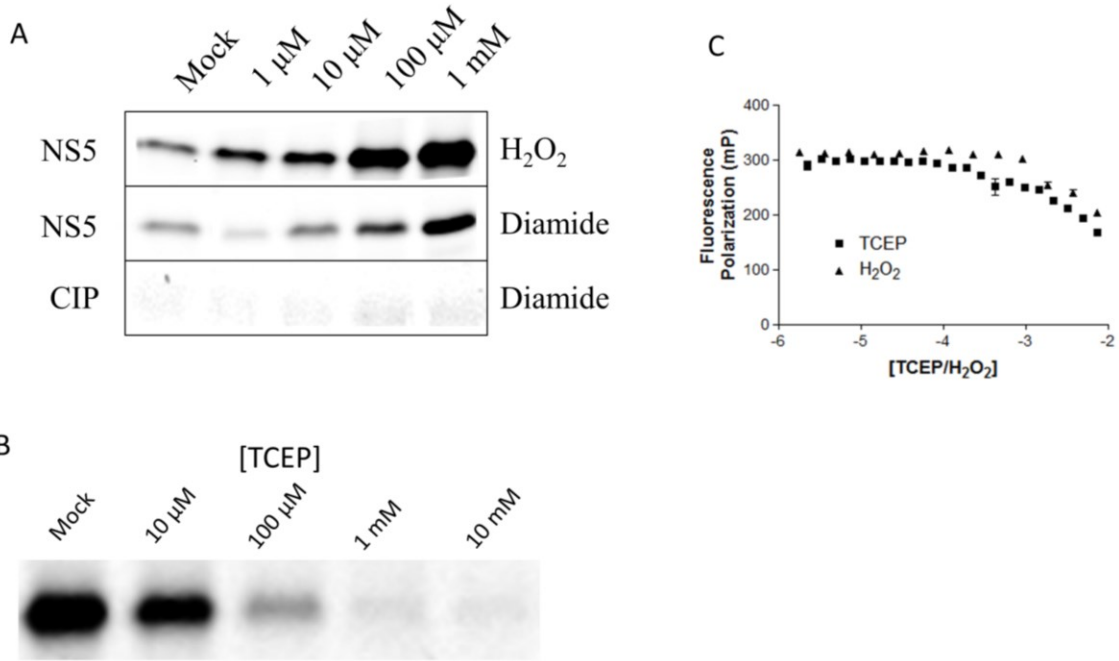 A
Mock
1 μM
10 μM
100 μM
1 mM
NS5
H₂O₂
NS5
Diamide
CIP
Diamide
B
[TCEP]
Mock
10 μM
100 μM
1 mM
10 mM
C
Fluorescence
Polarization (mP)
400
300
200
100
0
TCEP
H₂O₂
-6
-5
-4
-3
-2
[TCEP/H₂O₂]